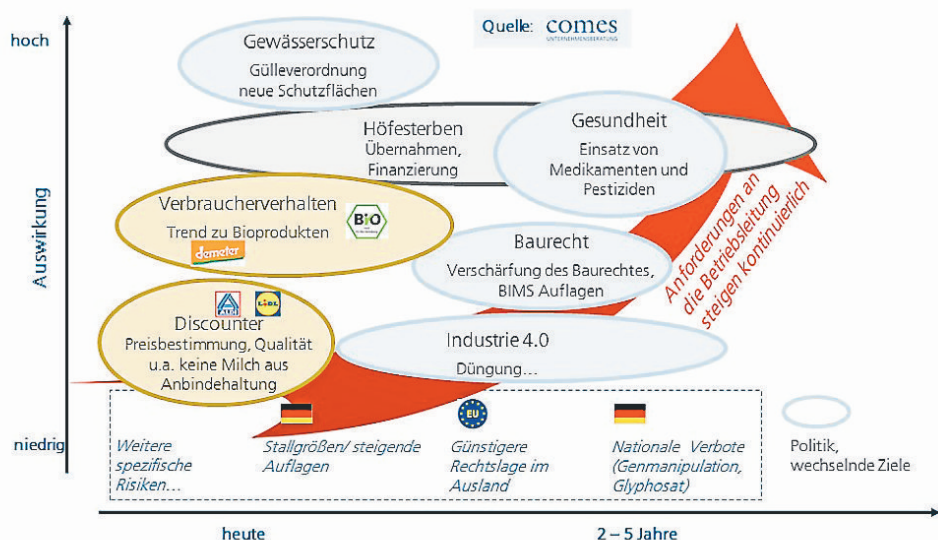 hoch
Gewässerschutz
Gülleverordnung
neue Schutzflächen
Quelle: comes
UNTERNEHMENSBERATUNG
Höfesterben
Übernahmen,
Finanzierung
Gesundheit
Einsatz von
Medikamenten und
Pestiziden
Verbraucherverhalten
Trend zu Bioprodukten
BiO
demeter
Baurecht
Verschärfung des Baurechtes,
BIMS Auflagen
Anforderungen an
die Betriebsleitung
steigen kontinuierlich
Auswirkung
ALDI
LIDL
Discounter
Preisbestimmung, Qualität
u.a. keine Milch aus
Anbindehaltung
Industrie 4.0
Düngung...
niedrig
Weitere
spezifische
Risiken...
Stallgrößen/ steigende
Auflagen
EU
Günstigere
Rechtslage im
Ausland
Nationale Verbote
(Genmanipulation,
Glyphosat)
Politik,
wechselnde Ziele
heute
2 – 5 Jahre